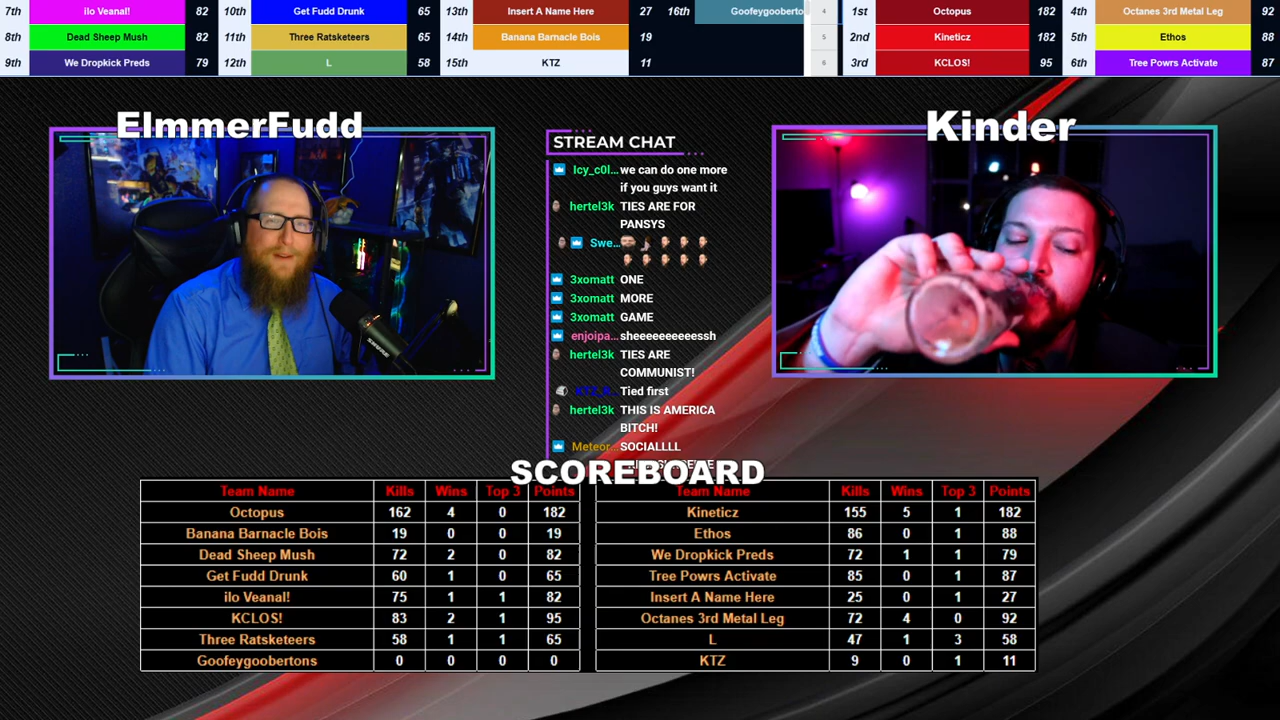 7th ilo Veanal! 82 10th Get Fudd Drunk 65 13th Insert A Name Here 27 16th Goofeygooberto 4 1st Octopus 182 4th Octanes 3rd Metal Leg 92
8th Dead Sheep Mush 82 11th Three Ratsketeers 65 14th Banana Barnacle Bois 19 5 2nd Kineticz 182 5th Ethos 88
9th We Dropkick Preds 79 12th L 58 15th KTZ 11 6 3rd KCLOS! 95 6th Tree Powrs Activate 87
ElmmerFudd
Kinder
STREAM CHAT
Icy_c0l... we can do one more
if you guys want it
hertel3k TIES ARE FOR
PANSYS
Swe...
3xomatt ONE
3xomatt MORE
3xomatt GAME
enjoipa... sheeeeeeeeeessh
hertel3k TIES ARE
COMMUNIST!
Tied first
hertel3k THIS IS AMERICA
BITCH!
Meteor... SOCIALLLL
SCOREBOARD
Team Name Kills Wins Top 3 Points Team Name Kills Wins Top 3 Points
Octopus 162 4 0 182 Kineticz 155 5 1 182
Banana Barnacle Bois 19 0 0 19 Ethos 86 0 1 88
Dead Sheep Mush 72 2 0 82 We Dropkick Preds 72 1 1 79
Get Fudd Drunk 60 1 0 65 Tree Powrs Activate 85 0 1 87
ilo Veanal! 75 1 1 82 Insert A Name Here 25 0 1 27
KCLOS! 83 2 1 95 Octanes 3rd Metal Leg 72 4 0 92
Three Ratsketeers 58 1 1 65 L 47 1 3 58
Goofeygoobertons 0 0 0 0 KTZ 9 0 1 11